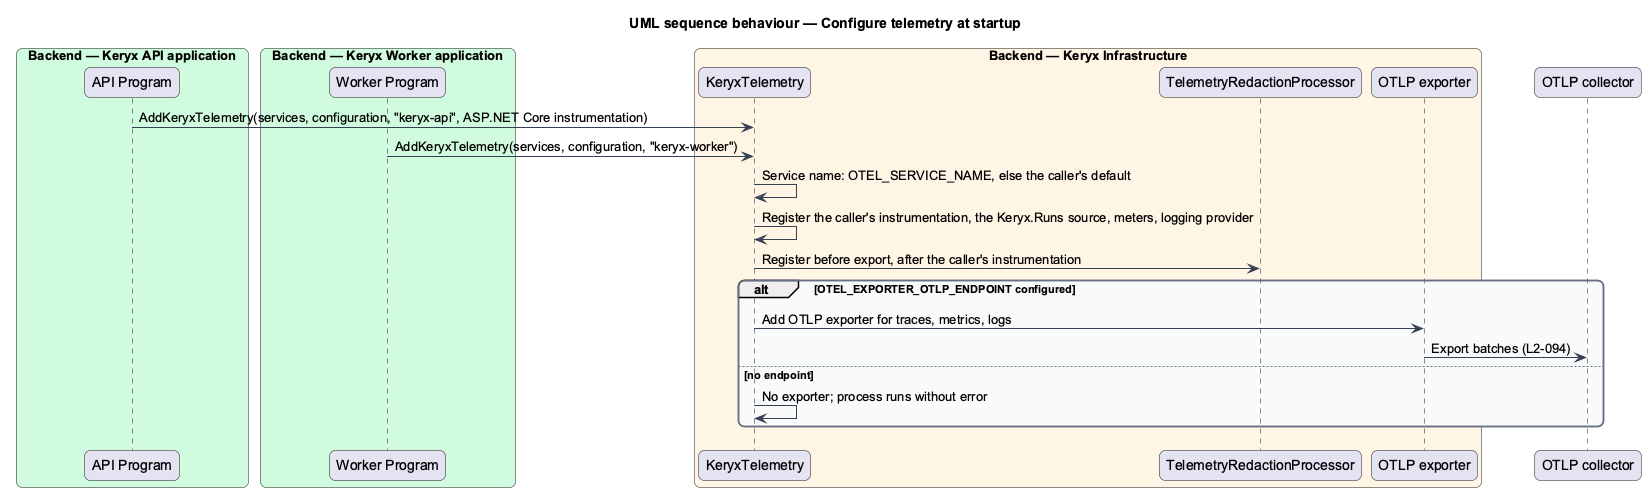 UML sequence behaviour — Configure telemetry at startup
Backend — Keryx API application
Backend — Keryx Worker application
Backend — Keryx Infrastructure
API Program
Worker Program
KeryxTelemetry
TelemetryRedactionProcessor
OTLP exporter
OTLP collector
AddKeryxTelemetry(services, configuration, "keryx-api", ASP.NET Core instrumentation)
AddKeryxTelemetry(services, configuration, "keryx-worker")
Service name: OTEL_SERVICE_NAME, else the caller's default
Register the caller's instrumentation, the Keryx.Runs source, meters, logging provider
Register before export, after the caller's instrumentation
alt
[OTEL_EXPORTER_OTLP_ENDPOINT configured]
Add OTLP exporter for traces, metrics, logs
Export batches (L2-094)
[no endpoint]
No exporter; process runs without error
API Program
Worker Program
KeryxTelemetry
TelemetryRedactionProcessor
OTLP exporter
OTLP collector